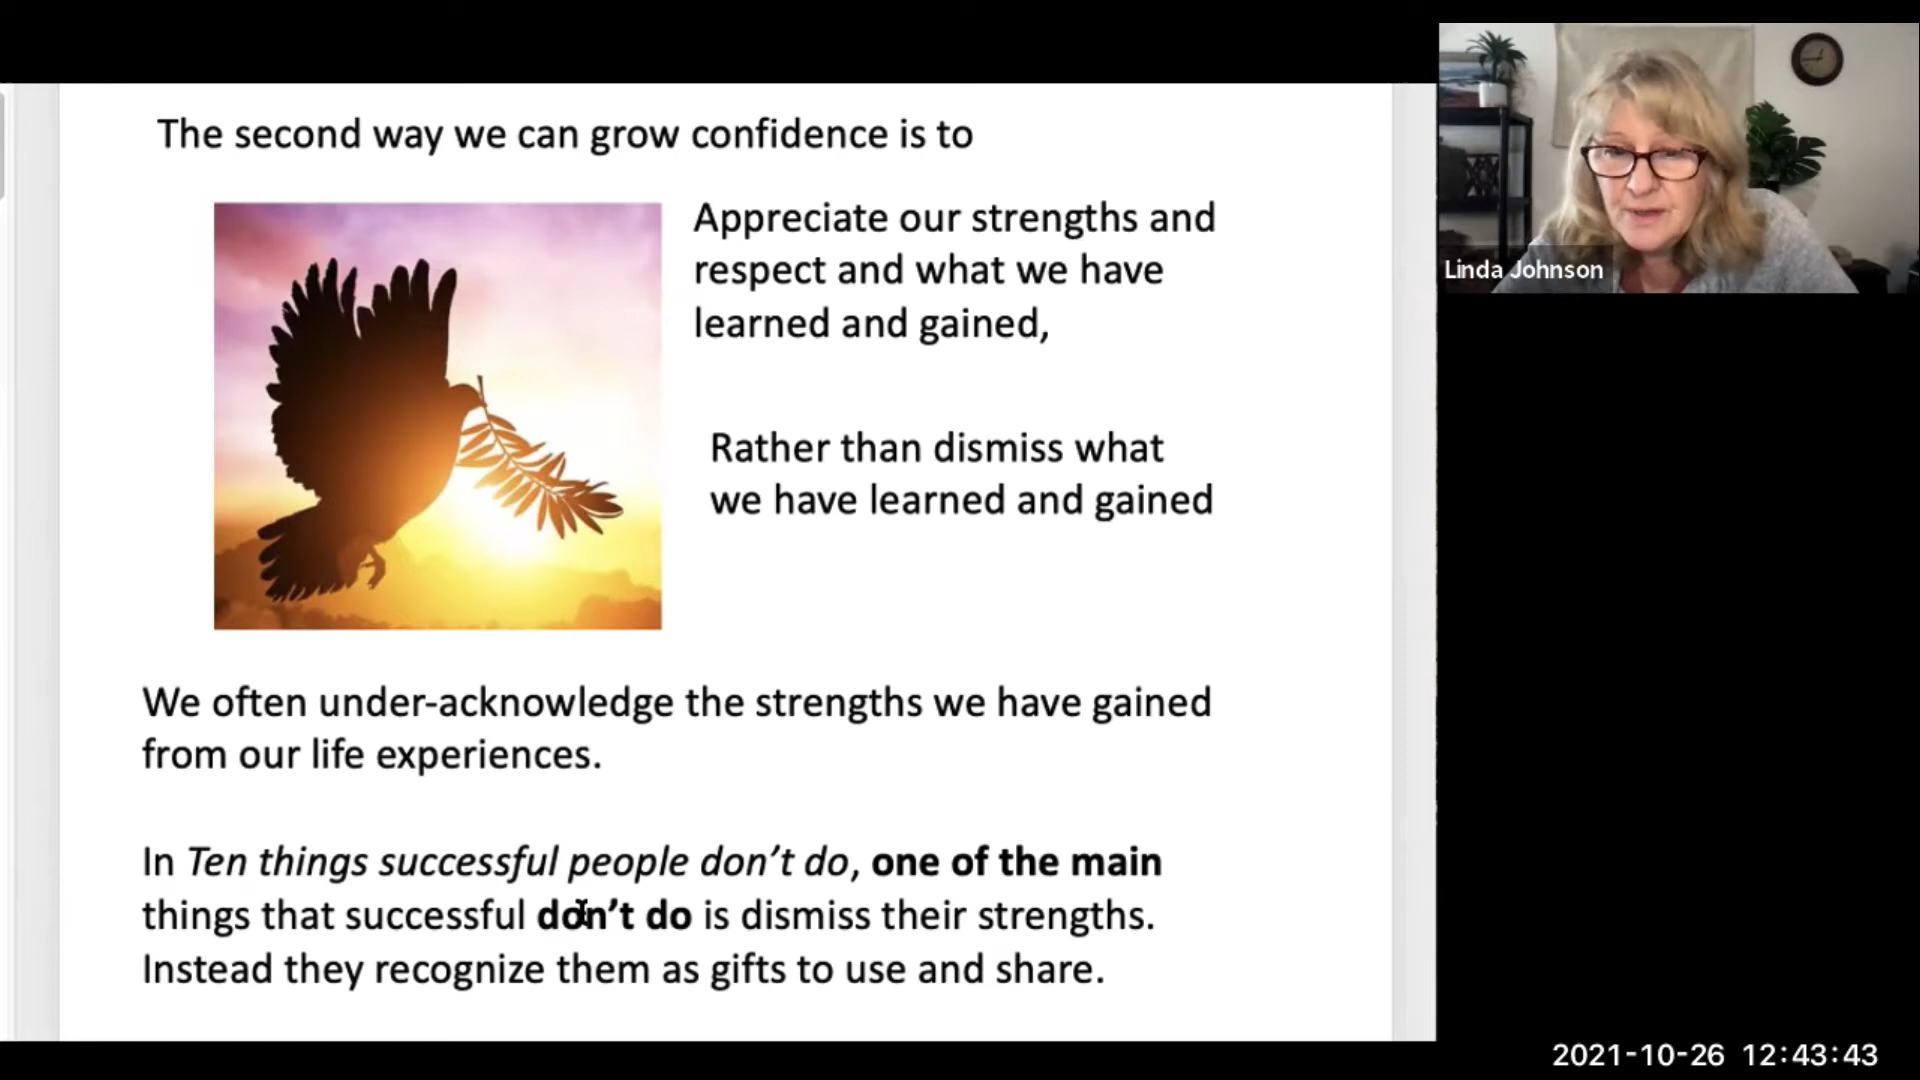 The second way we can grow confidence is to
Appreciate our strengths and
respect and what we have
learned and gained,
Rather than dismiss what
we have learned and gained
We often under-acknowledge the strengths we have gained
from our life experiences.
In Ten things successful people don’t do, one of the main
things that successful don’t do is dismiss their strengths.
Instead they recognize them as gifts to use and share.
Linda Johnson
2021-10-26 12:43:43